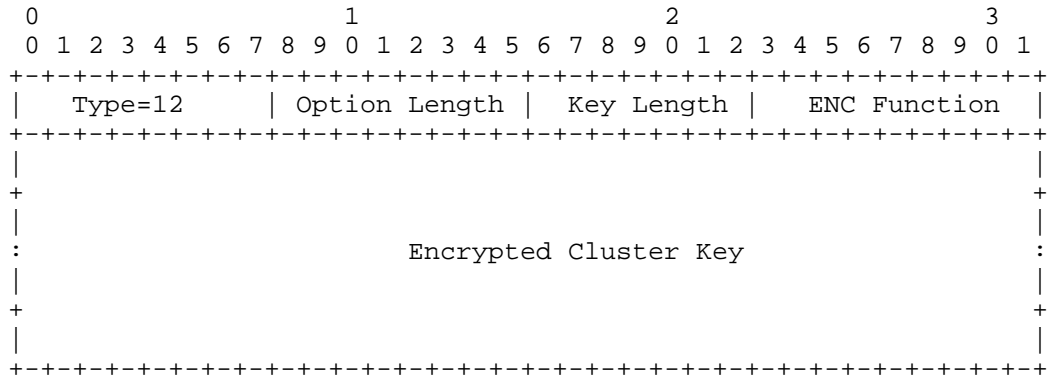 0                   1                   2                   3
 0 1 2 3 4 5 6 7 8 9 0 1 2 3 4 5 6 7 8 9 0 1 2 3 4 5 6 7 8 9 0 1
+-+-+-+-+-+-+-+-+-+-+-+-+-+-+-+-+-+-+-+-+-+-+-+-+-+-+-+-+-+-+-+-+
|   Type=12     | Option Length |  Key Length |   ENC Function  |
+-+-+-+-+-+-+-+-+-+-+-+-+-+-+-+-+-+-+-+-+-+-+-+-+-+-+-+-+-+-+-+-+
|                                                               |
+                                                               +
|                                                               |
:                        Encrypted Cluster Key                  :
|                                                               |
+                                                               +
|                                                               |
+-+-+-+-+-+-+-+-+-+-+-+-+-+-+-+-+-+-+-+-+-+-+-+-+-+-+-+-+-+-+-+-+